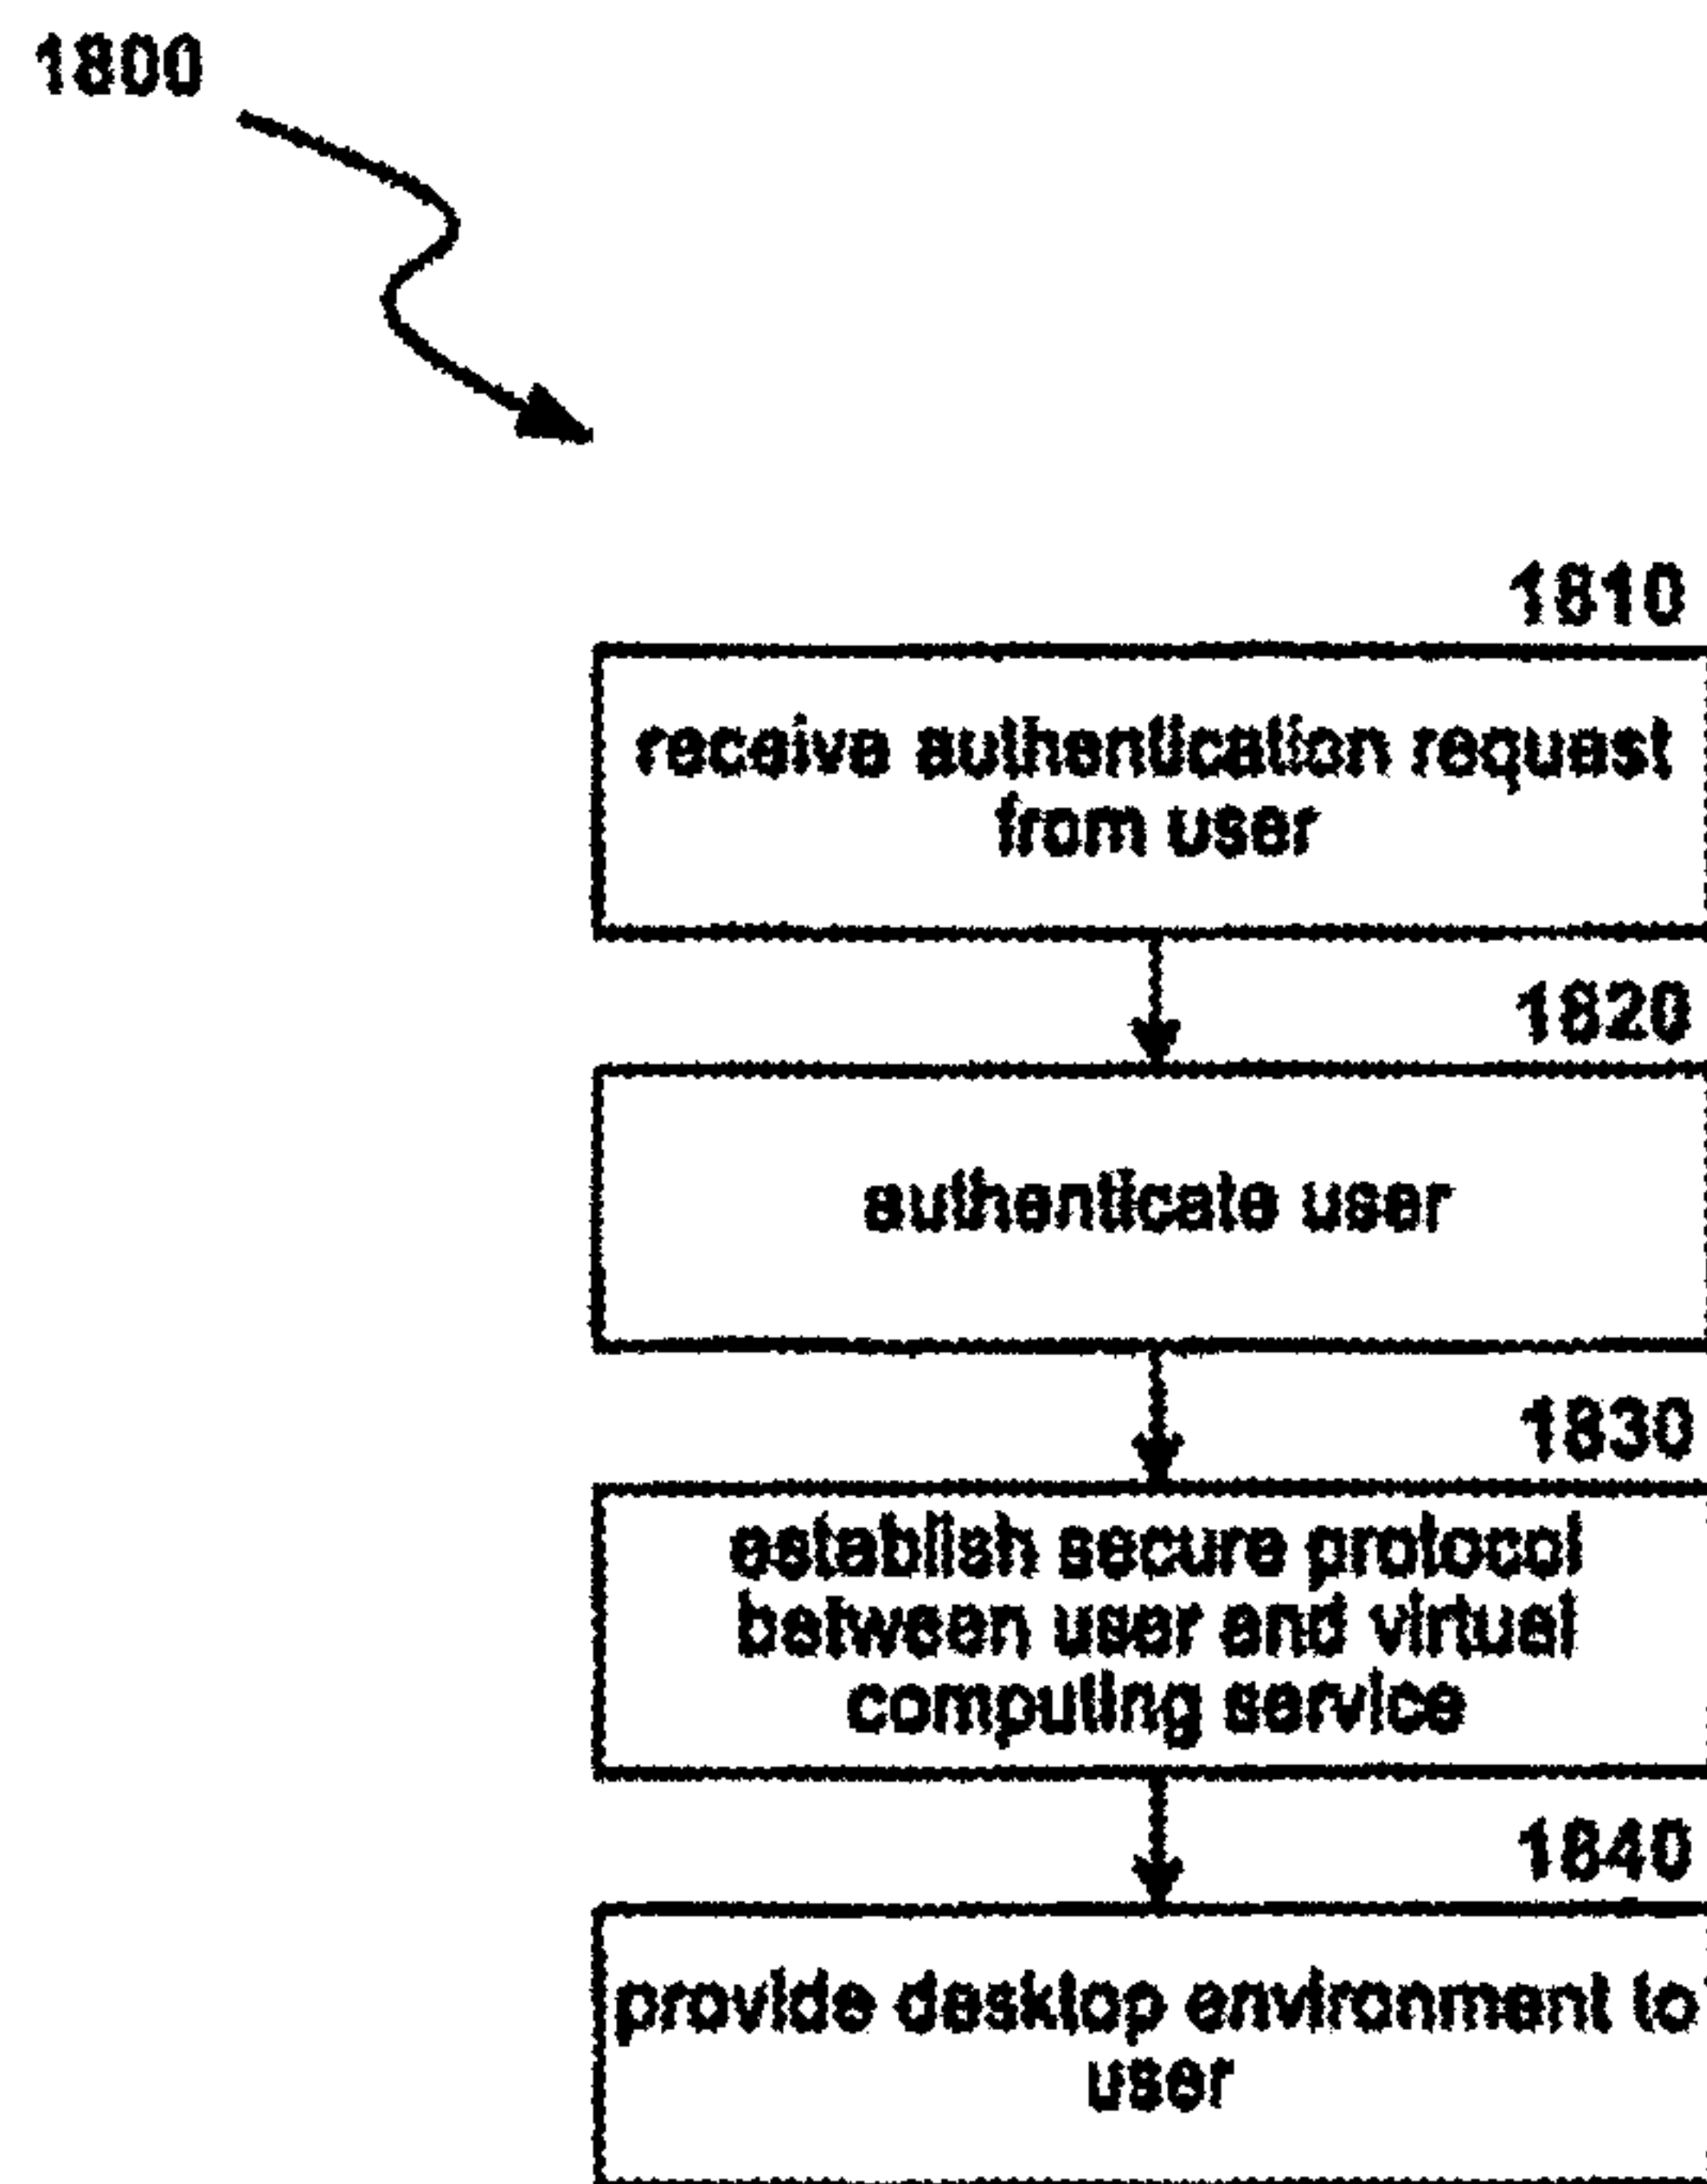 1800
1810
receive authentication request
from user
1820
authenticate user
1830
establish secure protocol
between user and virtual
computing service
1840
provide desktop environment to
user